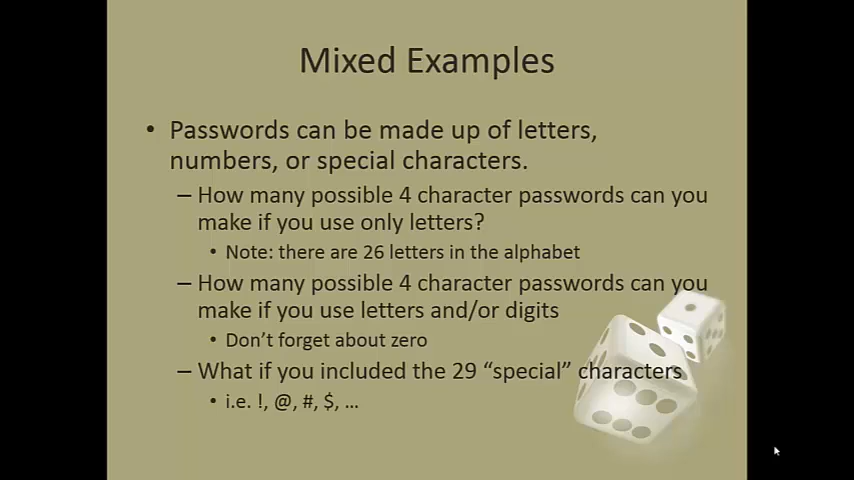 Mixed Examples
• Passwords can be made up of letters,
numbers, or special characters.
– How many possible 4 character passwords can you
make if you use only letters?
• Note: there are 26 letters in the alphabet
– How many possible 4 character passwords can you
make if you use letters and/or digits
• Don’t forget about zero
– What if you included the 29 “special” characters
• i.e. !, @, #, $, …